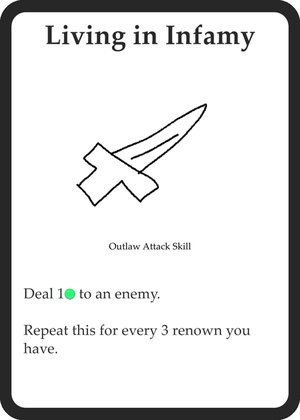 Living in Infamy
Outlaw Attack Skill
Deal 1 to an enemy.
Repeat this for every 3 renown you
have.